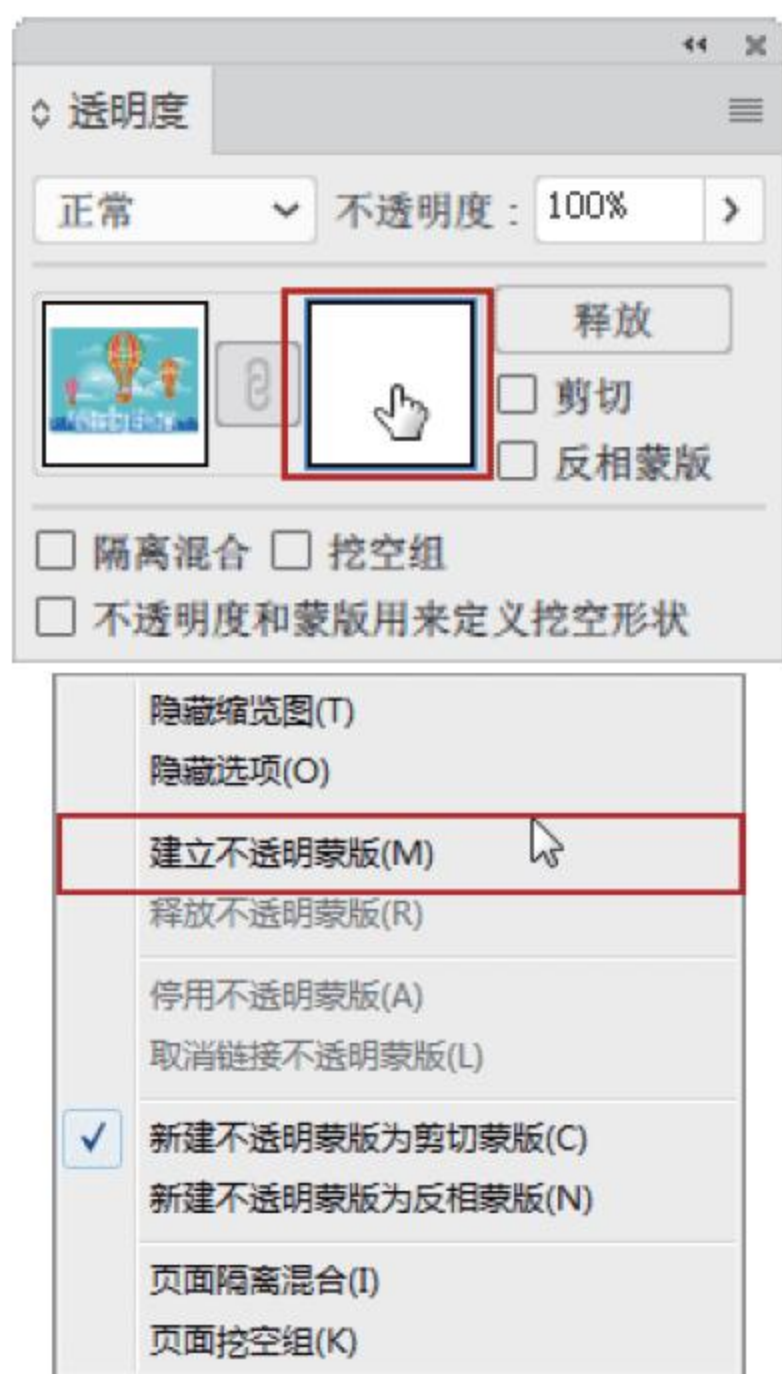 透明度
正常 不透明度： 100%
释放
剪切
反相蒙版
隔离混合 挖空组
不透明度和蒙版用来定义挖空形状
隐藏缩览图(T)
隐藏选项(O)
建立不透明蒙版(M)
释放不透明蒙版(R)
停用不透明蒙版(A)
取消链接不透明蒙版(L)
新建不透明蒙版为剪切蒙版(C)
新建不透明蒙版为反相蒙版(N)
页面隔离混合(I)
页面挖空组(K)